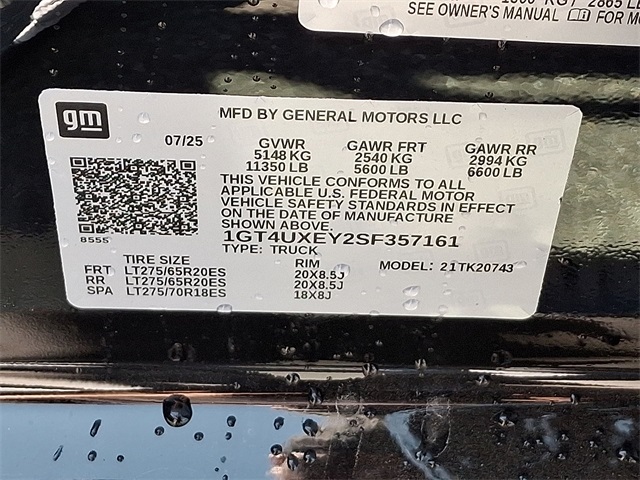 SEE OWNER'S MANUAL FOR MO
gm
MFD BY GENERAL MOTORS LLC
07/25
GVWR GAWR FRT GAWR RR
5148 KG 2540 KG 2994 KG
11350 LB 5600 LB 6600 LB
THIS VEHICLE CONFORMS TO ALL
APPLICABLE U.S. FEDERAL MOTOR
VEHICLE SAFETY STANDARDS IN EFFECT
ON THE DATE OF MANUFACTURE
SHOWN ABOVE.
8555
1GT4UXEY2SF357161
TYPE: TRUCK
TIRE SIZE RIM MODEL: 21TK20743
FRT LT275/65R20ES 20X8.5J
RR LT275/65R20ES 20X8.5J
SPA LT275/70R18ES 18X8J